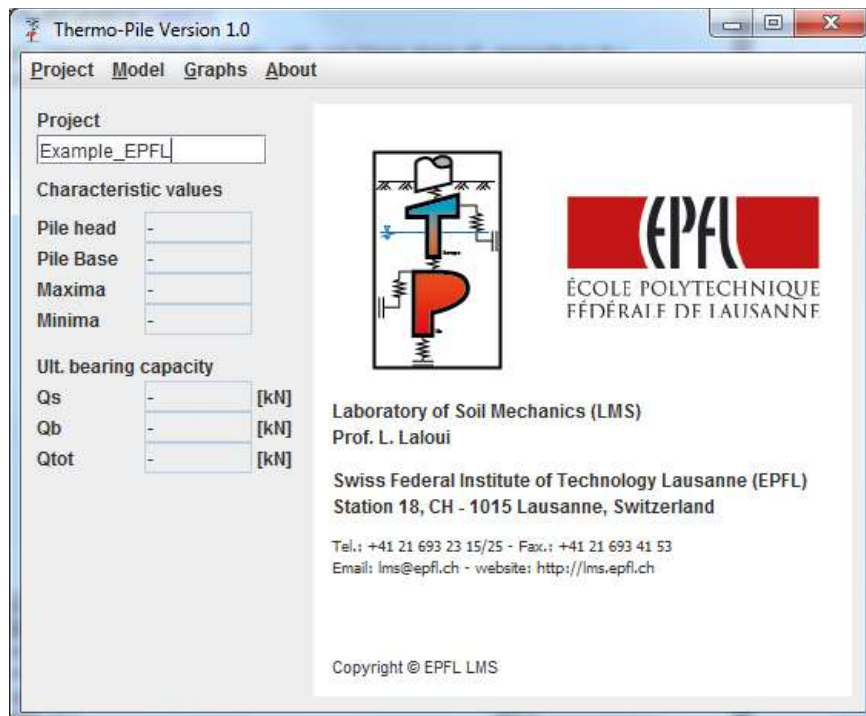 Thermo-Pile Version 1.0
Project Model Graphs About
Project
Example_EPFL
Characteristic values
Pile head -
Pile Base -
Maxima -
Minima -
Ult. bearing capacity
Qs - [kN]
Qb - [kN]
Qtot - [kN]
T
P
EPFL
ÉCOLE POLYTECHNIQUE
FÉDÉRALE DE LAUSANNE
Laboratory of Soil Mechanics (LMS)
Prof. L. Laloui
Swiss Federal Institute of Technology Lausanne (EPFL)
Station 18, CH - 1015 Lausanne, Switzerland
Tel.: +41 21 693 23 15/25 - Fax.: +41 21 693 41 53
Email: lms@epfl.ch - website: http://lms.epfl.ch
Copyright © EPFL LMS